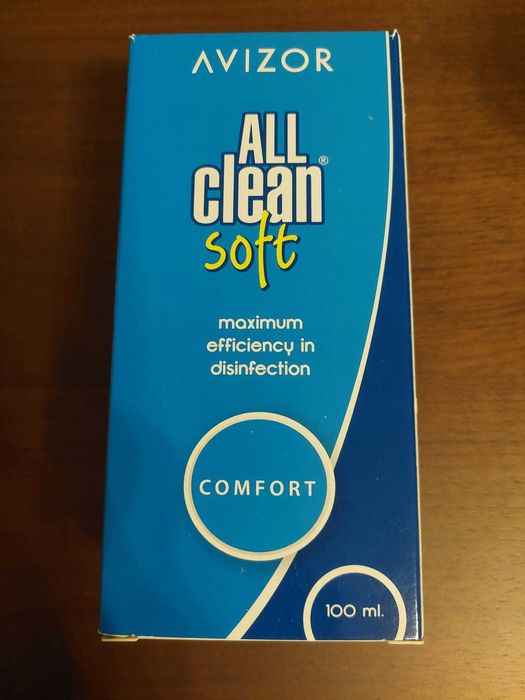 AVIZOR
ALL
clean®
soft
maximum
efficiency in
disinfection
COMFORT
100 ml.